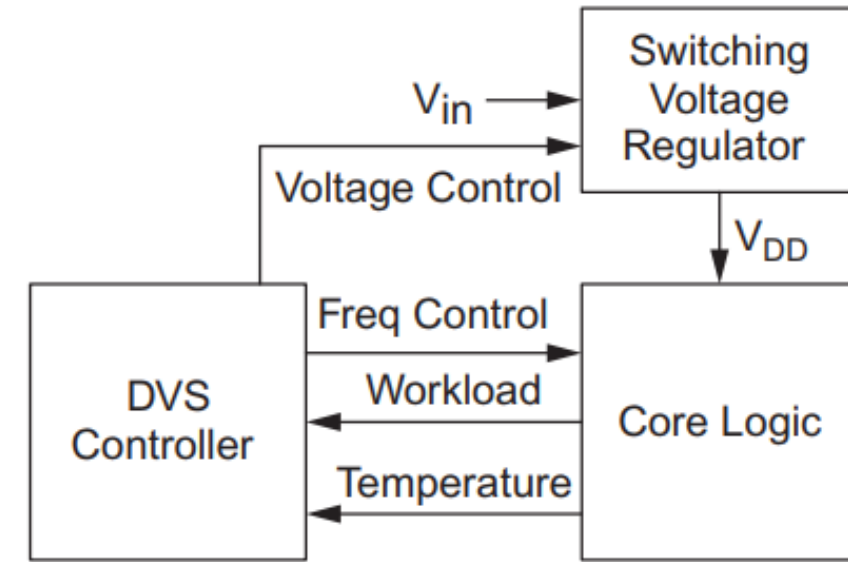 Switching
Voltage
Regulator
Vin
Voltage Control
VDD
Freq Control
DVS
Controller
Workload
Core Logic
Temperature